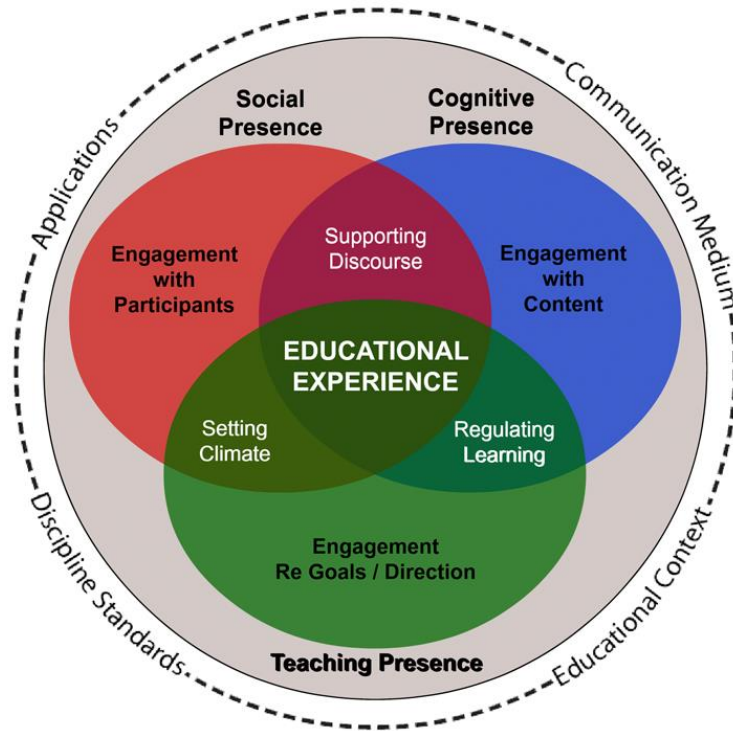 Social
Presence
Cognitive
Presence
Applications
Communication Medium
Engagement
with
Participants
Supporting
Discourse
Engagement
with
Content
EDUCATIONAL
EXPERIENCE
Setting
Climate
Regulating
Learning
Engagement
Re Goals / Direction
Discipline Standards
Educational Context
Teaching Presence